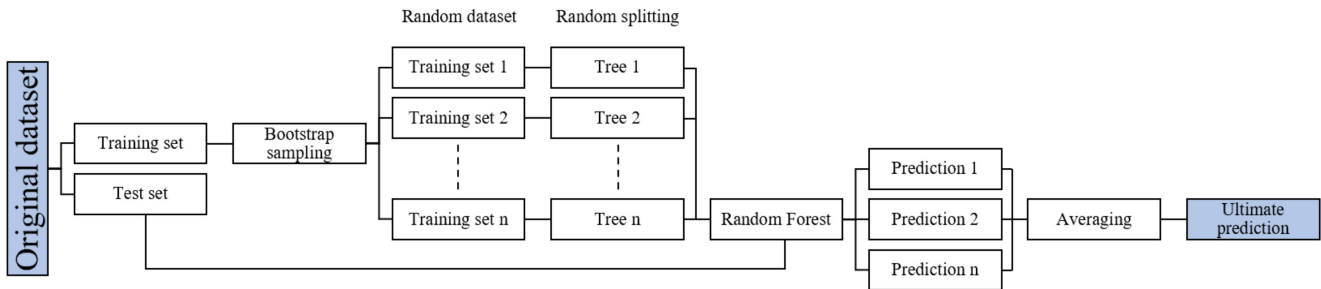 Random dataset
Random splitting
Original dataset
Training set
Test set
Bootstrap
sampling
Training set 1
Tree 1
Training set 2
Tree 2
Training set n
Tree n
Random Forest
Prediction 1
Prediction 2
Prediction n
Averaging
Ultimate
prediction